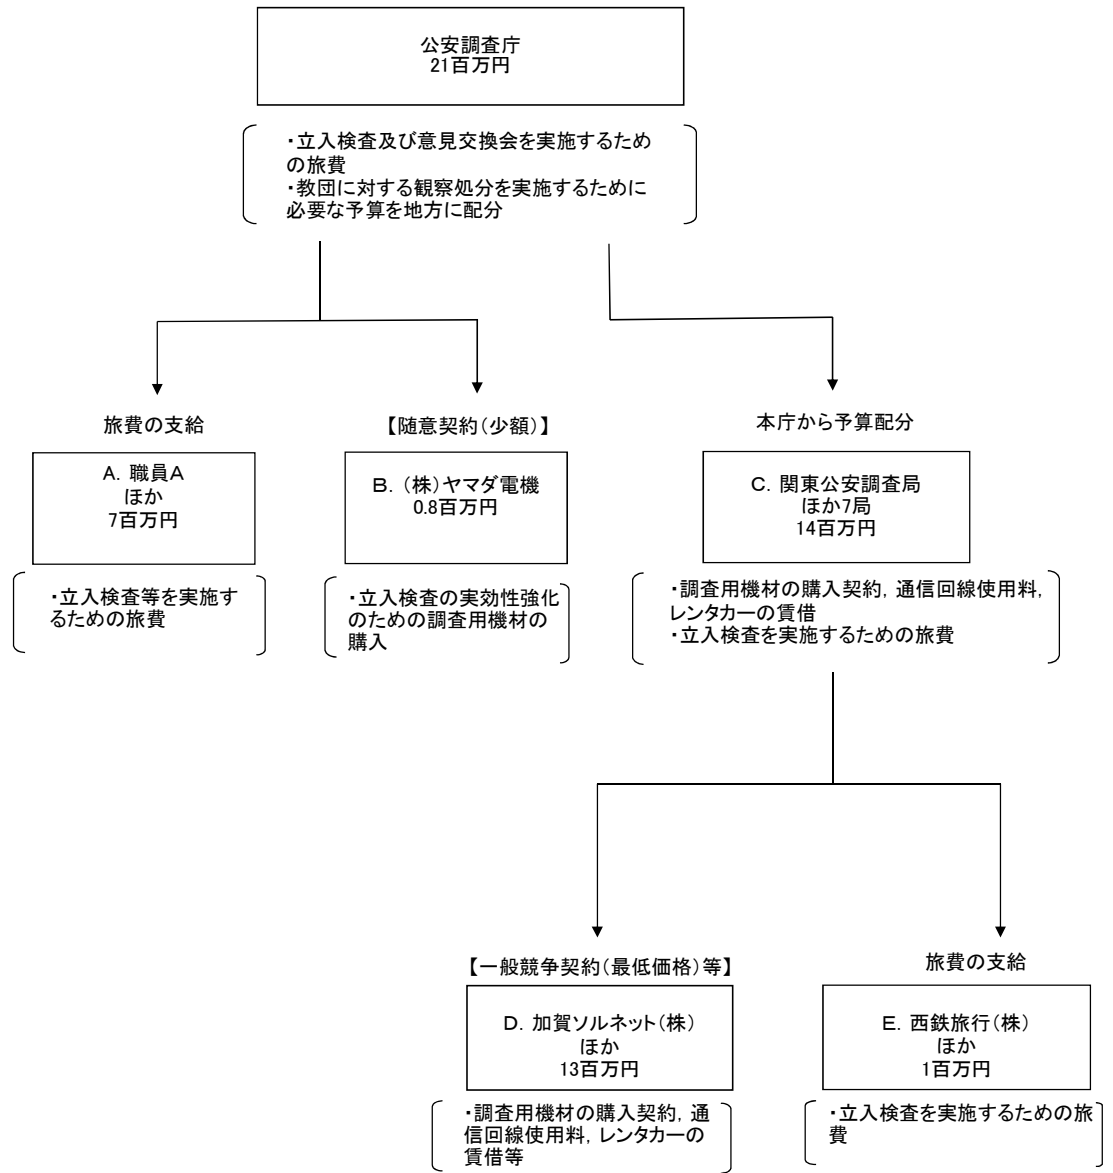 公安調査庁
21百万円
・立入検査及び意見交換会を実施するため
の旅費
・教団に対する観察処分を実施するために
必要な予算を地方に配分
旅費の支給
A. 職員A
ほか
7百万円
・立入検査等を実施す
るための旅費
【随意契約(少額)】
B. (株)ヤマダ電機
0.8百万円
・立入検査の実効性強化
のための調査用機材の
購入
本庁から予算配分
C. 関東公安調査局
ほか7局
14百万円
・調査用機材の購入契約, 通信回線使用料,
レンタカーの賃借
・立入検査を実施するための旅費
【一般競争契約(最低価格)等】
D. 加賀ソルネット(株)
ほか
13百万円
・調査用機材の購入契約, 通
信回線使用料, レンタカーの
賃借等
旅費の支給
E. 西鉄旅行(株)
ほか
1百万円
・立入検査を実施するための旅
費